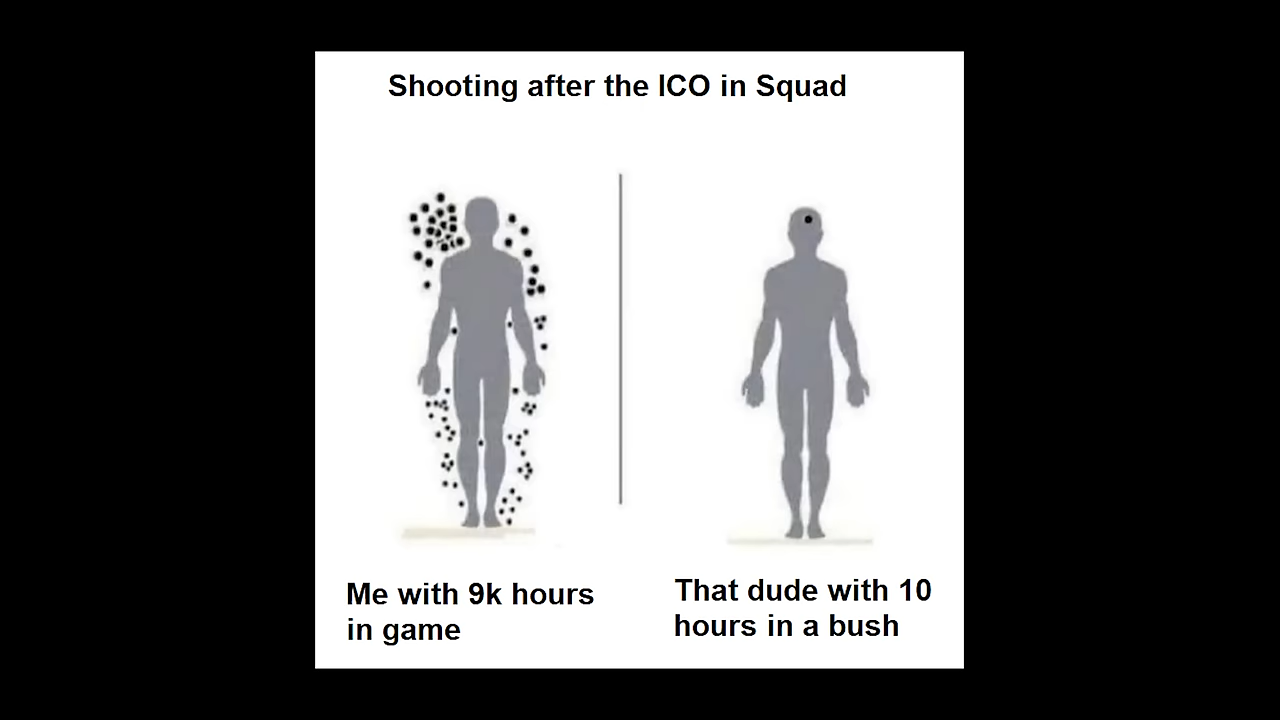 Shooting after the ICO in Squad
Me with 9k hours
in game
That dude with 10
hours in a bush